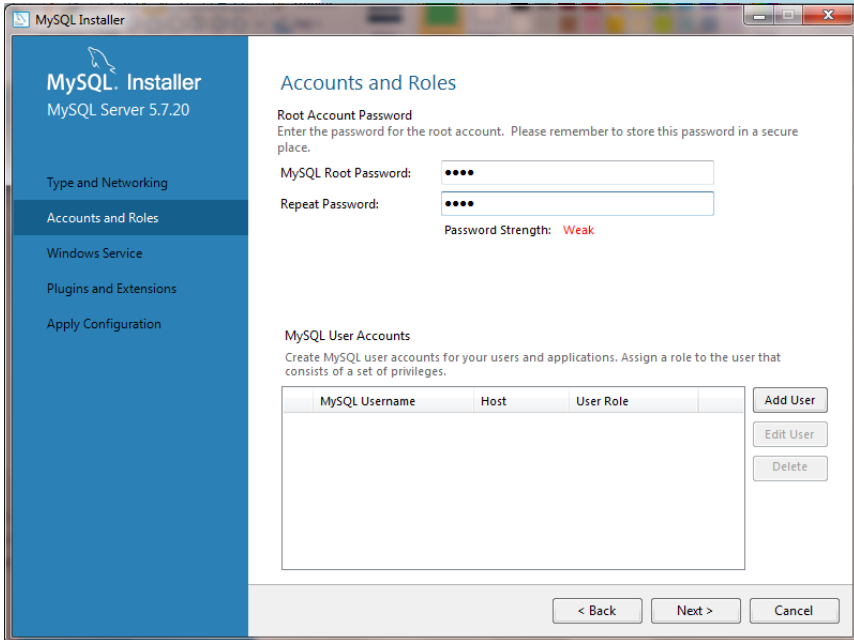 MySQL Installer
MySQL. Installer
MySQL Server 5.7.20
Type and Networking
Accounts and Roles
Windows Service
Plugins and Extensions
Apply Configuration
Accounts and Roles
Root Account Password
Enter the password for the root account.  Please remember to store this password in a secure
place.
MySQL Root Password: ●●●●
Repeat Password: ●●●●
Password Strength: Weak
MySQL User Accounts
Create MySQL user accounts for your users and applications. Assign a role to the user that
consists of a set of privileges.
MySQL Username Host User Role
Add User
Edit User
Delete
< Back Next > Cancel